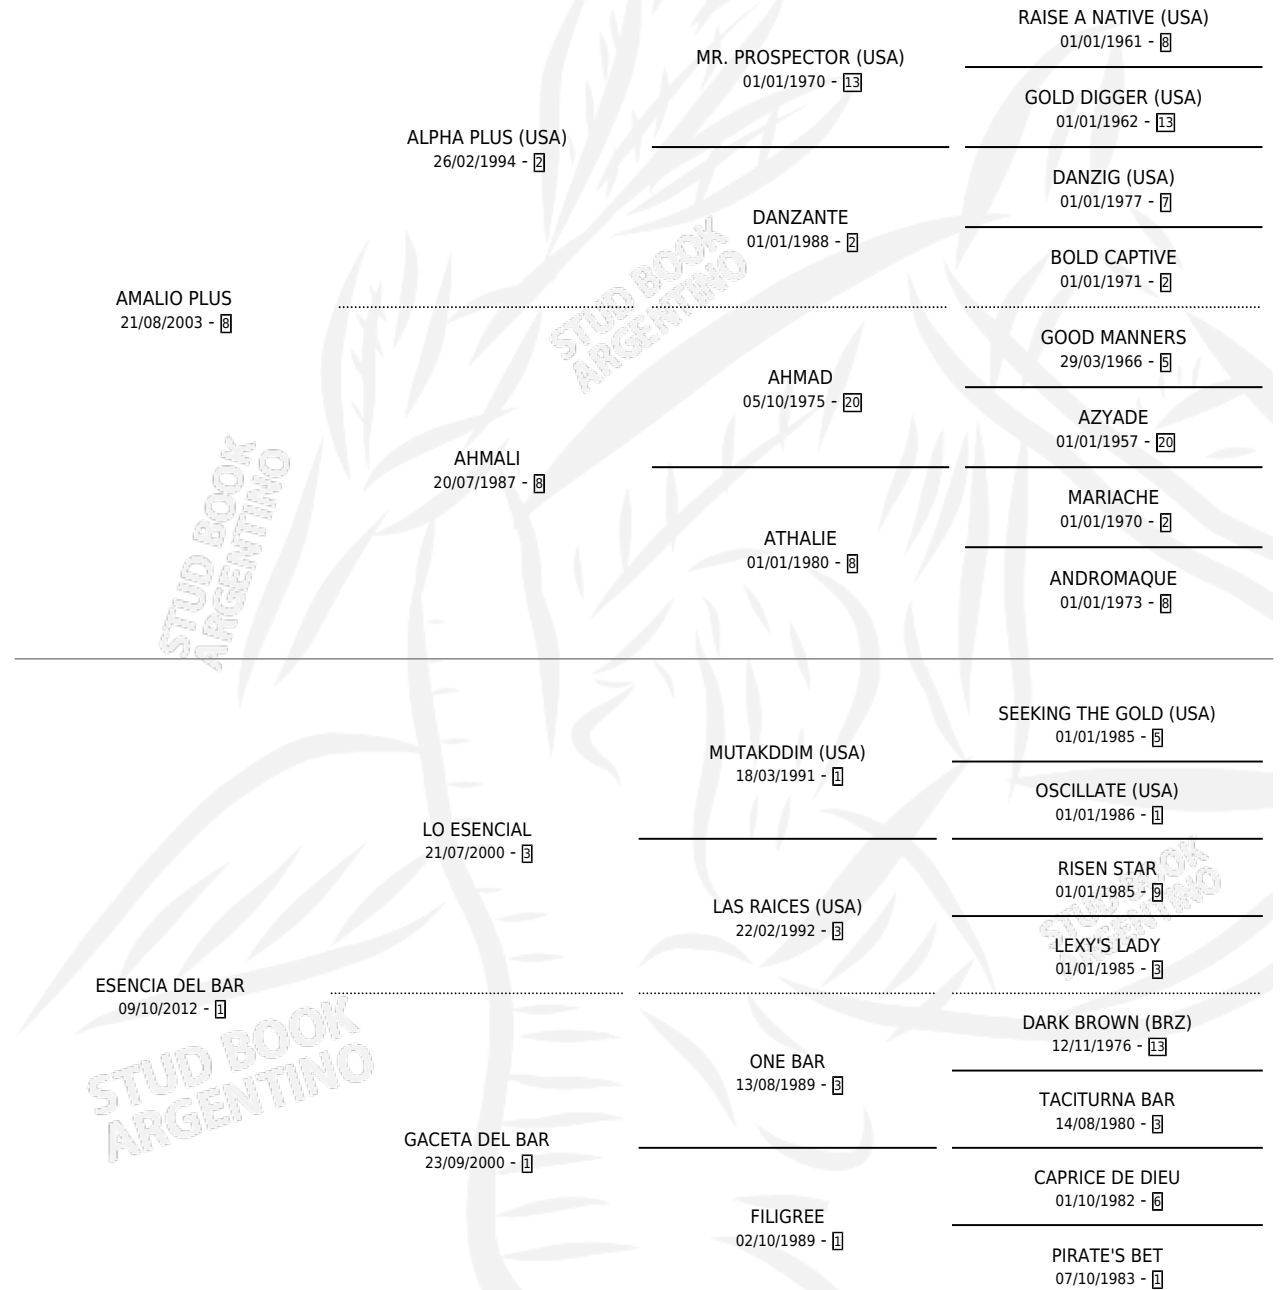 RAISE A NATIVE (USA)
01/01/1961 - 8
MR. PROSPECTOR (USA)
01/01/1970 - 13
GOLD DIGGER (USA)
01/01/1962 - 13
ALPHA PLUS (USA)
26/02/1994 - 2
DANZIG (USA)
01/01/1977 - 7
DANZANTE
01/01/1988 - 2
BOLD CAPTIVE
01/01/1971 - 2
AMALIO PLUS
21/08/2003 - 8
GOOD MANNERS
29/03/1966 - 5
AHMAD
05/10/1975 - 20
AZYADE
01/01/1957 - 20
AHMALI
20/07/1987 - 8
MARIACHE
01/01/1970 - 2
ATHALIE
01/01/1980 - 8
ANDROMAQUE
01/01/1973 - 8
STUD BOOK
ARGENTINO
STUD BOOK
ARGENTINO
SEEKING THE GOLD (USA)
01/01/1985 - 5
MUTAKDDIM (USA)
18/03/1991 - 1
OSCILLATE (USA)
01/01/1986 - 1
LO ESENCIAL
21/07/2000 - 3
RISEN STAR
01/01/1985 - 9
LAS RAICES (USA)
22/02/1992 - 3
LEXY'S LADY
01/01/1985 - 3
ESENCIA DEL BAR
09/10/2012 - 1
DARK BROWN (BRZ)
12/11/1976 - 13
ONE BAR
13/08/1989 - 3
TACITURNA BAR
14/08/1980 - 3
GACETA DEL BAR
23/09/2000 - 1
CAPRICE DE DIEU
01/10/1982 - 6
FILIGREE
02/10/1989 - 1
PIRATE'S BET
07/10/1983 - 1
STUD BOOK
ARGENTINO
STUD BOOK
ARGENTINO